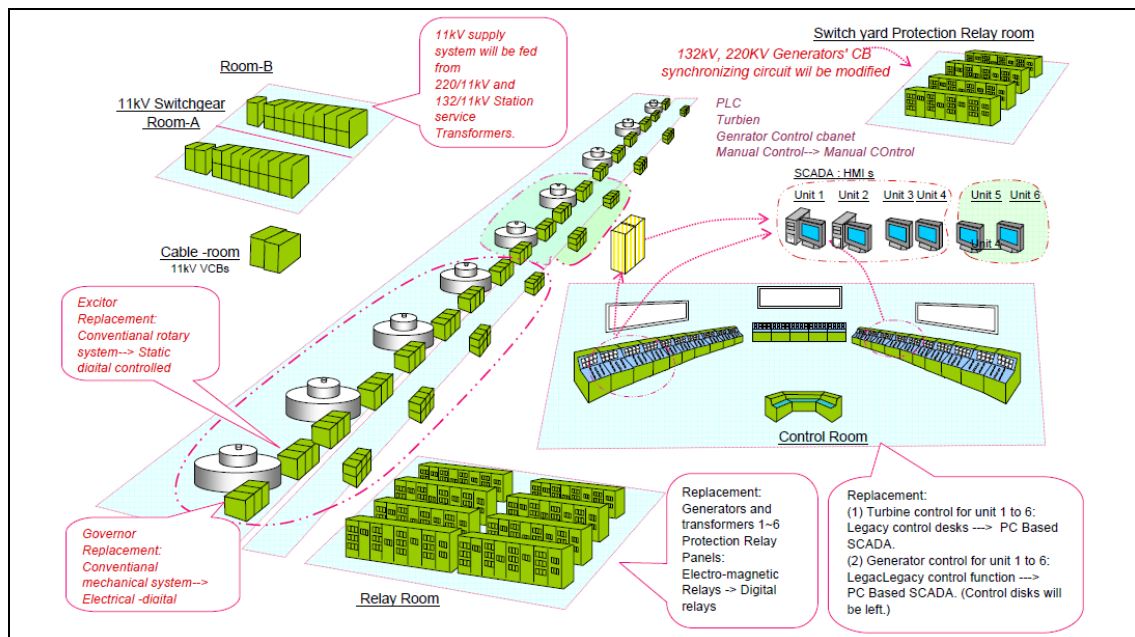 Room-B
11kV Switchgear
Room-A
11kV supply
system will be fed
from
220/11kV and
132/11kV Station
service
Transformers.
Switch yard Protection Relay room
132kV, 220KV Generators' CB
synchronizing circuit wil be modified
PLC
Turbien
Genrator Control cbanet
Manual Control--> Manual COntrol
SCADA : HMI s
Unit 1 Unit 2 Unit 3 Unit 4 Unit 5 Unit 6
Unit 4
Cable -room
11kV VCBs
Excitor
Replacement:
Conventianal rotary
system--> Static
digital controlled
Control Room
Governor
Replacement:
Conventianal
mechanical system-->
Electrical -digital
Relay Room
Replacement:
Generators and
transformers 1~6
Protection Relay
Panels:
Electro-magnetic
Relays -> Digital
relays
Replacement:
(1) Turbine control for unit 1 to 6:
Legacy control desks ---> PC Based
SCADA.
(2) Generator control for unit 1 to 6:
LegacLegacy control function --->
PC Based SCADA. (Control disks will
be left.)